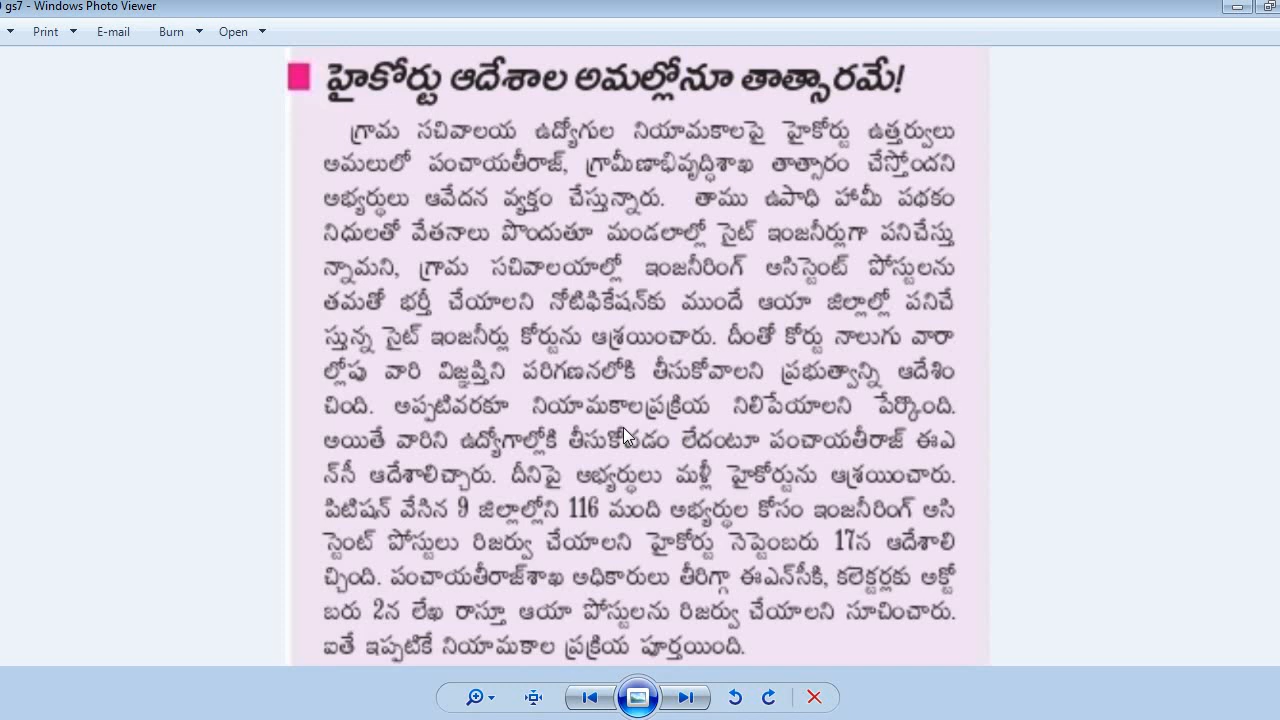 gs7 - Windows Photo Viewer
Print E-mail Burn Open
హైకోర్టు ఆదేశాల అమల్లోనూ తాత్సారమే!
గ్రామ సచివాలయ ఉద్యోగుల నియామకాలపై హైకోర్టు ఉత్తర్వులు
అమలులో పంచాయతీరాజ్, గ్రామీణాభివృద్ధిశాఖ తాత్సారం చేస్తోందని
అభ్యర్థులు ఆవేదన వ్యక్తం చేస్తున్నారు. తాము ఉపాధి హామీ పథకం
నిధులతో వేతనాలు పొందుతూ మండలాల్లో సైట్ ఇంజనీర్లుగా పనిచేస్తు
న్నామని, గ్రామ సచివాలయాల్లో ఇంజనీరింగ్ అసిస్టెంట్ పోస్టులను
తమతో భర్తీ చేయాలని నోటిఫికేషన్‌కు ముందే ఆయా జిల్లాల్లో పనిచే
స్తున్న సైట్ ఇంజనీర్లు కోర్టును ఆశ్రయించారు. దీంతో కోర్టు నాలుగు వారా
ల్లోపు వారి విజ్ఞప్తిని పరిగణనలోకి తీసుకోవాలని ప్రభుత్వాన్ని ఆదేశిం
చింది. అప్పటివరకూ నియామకాలప్రక్రియ నిలిపేయాలని పేర్కొంది.
అయితే వారిని ఉద్యోగాల్లోకి తీసుకోవడం లేదంటూ పంచాయతీరాజ్ ఈఎ
న్‌సీ ఆదేశాలిచ్చారు. దీనిపై అభ్యర్థులు మళ్లీ హైకోర్టును ఆశ్రయించారు.
పిటిషన్ వేసిన 9 జిల్లాల్లోని 116 మంది అభ్యర్థుల కోసం ఇంజనీరింగ్ అసి
స్టెంట్ పోస్టులు రిజర్వు చేయాలని హైకోర్టు సెప్టెంబరు 17న ఆదేశాలి
చ్చింది. పంచాయతీరాజ్‌శాఖ అధికారులు తీరిగ్గా ఈఎన్‌సీకి, కలెక్టర్లకు అక్టో
బరు 2న లేఖ రాస్తూ ఆయా పోస్టులను రిజర్వు చేయాలని సూచించారు.
ఐతే ఇప్పటికే నియామకాల ప్రక్రియ పూర్తయింది.